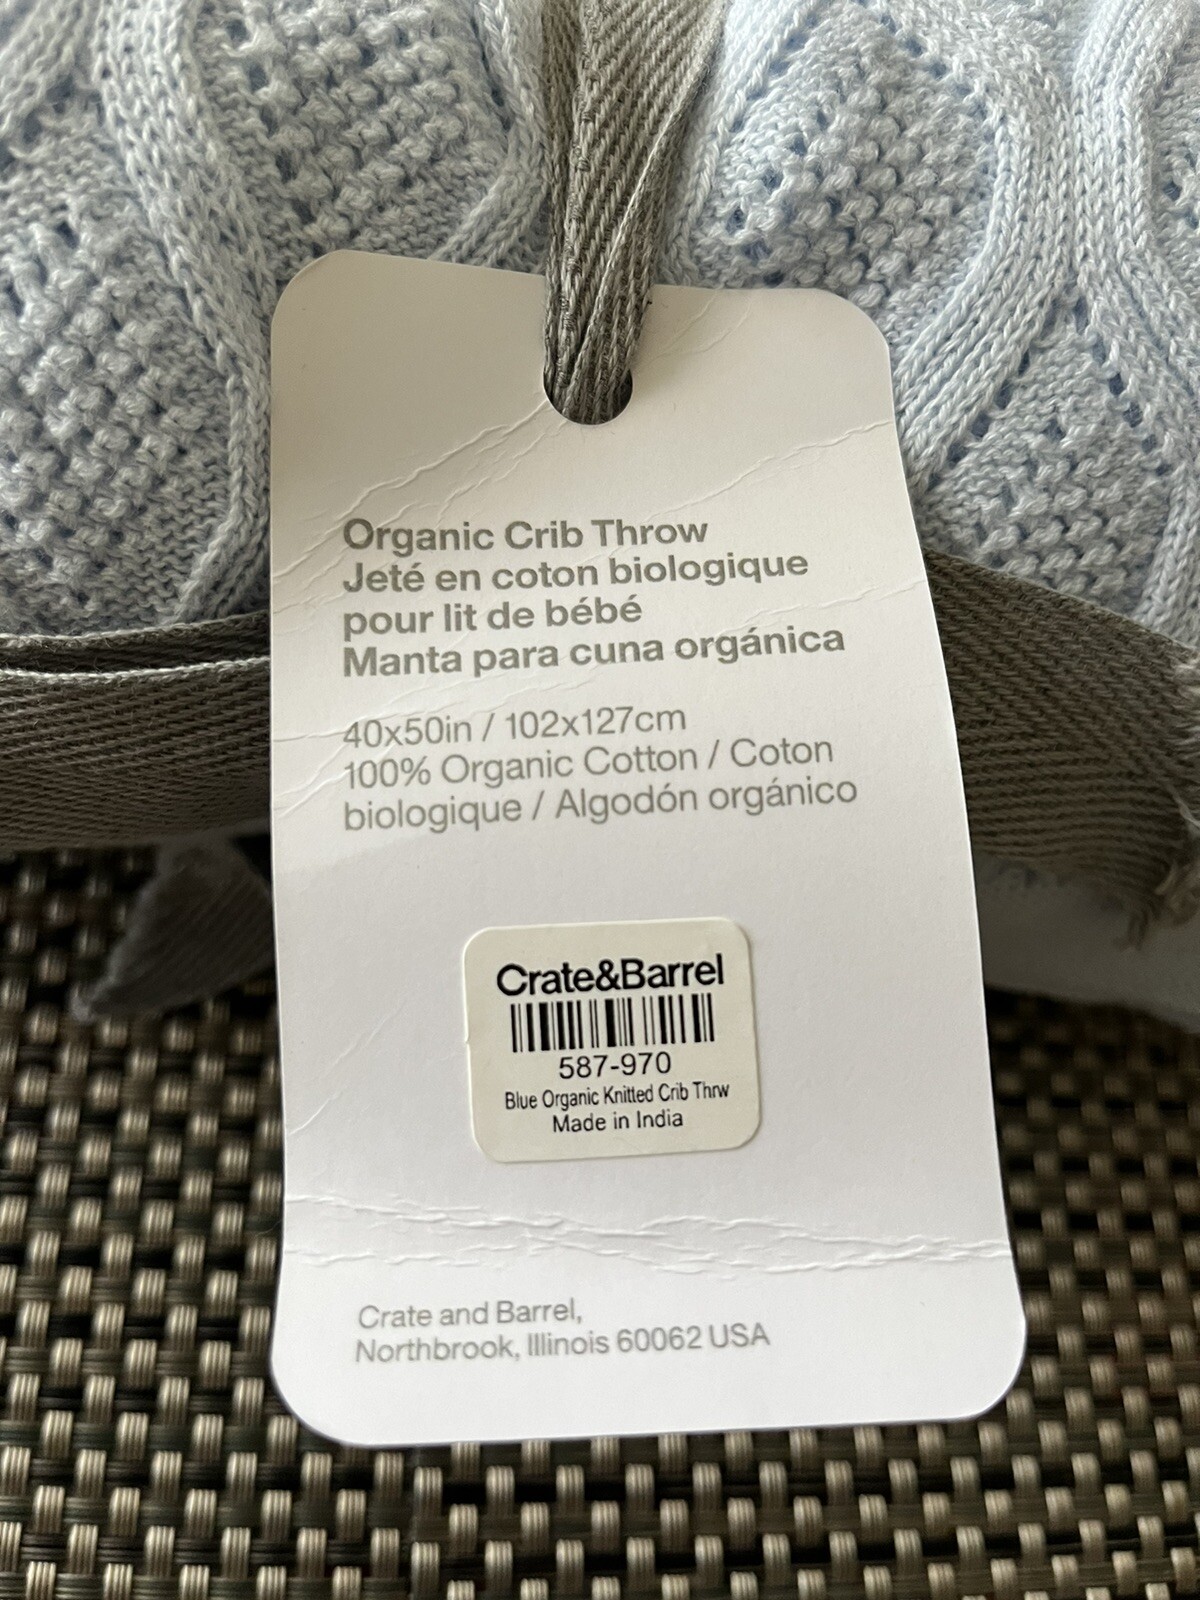 Organic Crib Throw
Jeté en coton biologique
pour lit de bébé
Manta para cuna orgánica
40x50in / 102x127cm
100% Organic Cotton / Coton
biologique / Algodón orgánico
Crate&Barrel
587-970
Blue Organic Knitted Crib Thrw
Made in India
Crate and Barrel,
Northbrook, Illinois 60062 USA